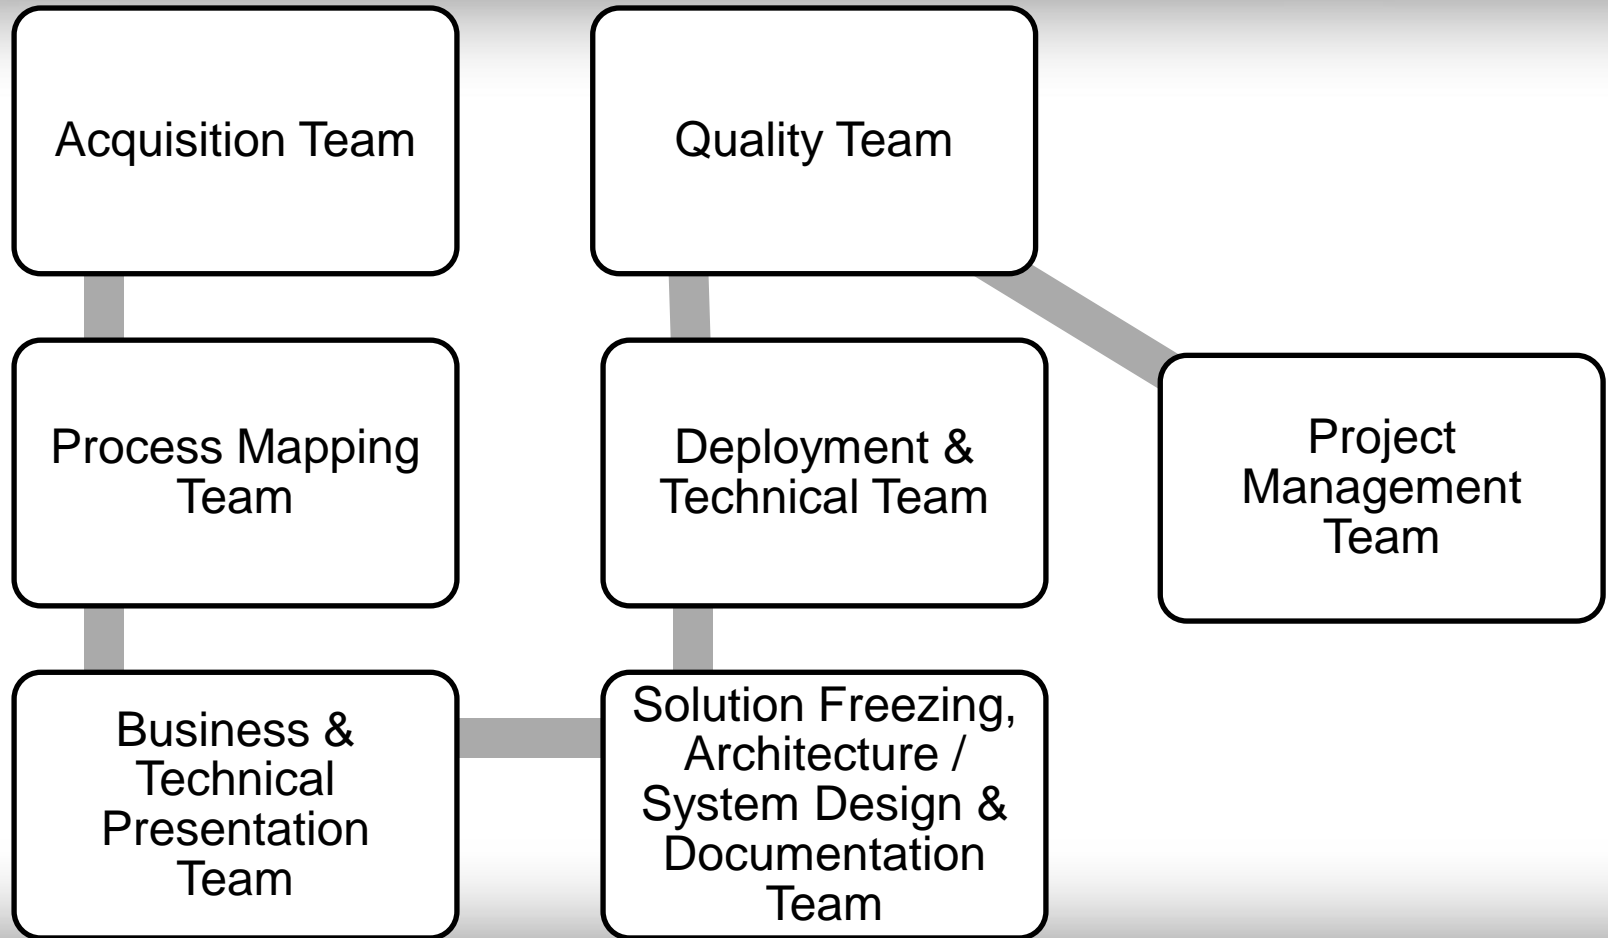 Acquisition Team
Process Mapping
Team
Business &
Technical
Presentation
Team
Solution Freezing,
Architecture /
System Design &
Documentation
Team
Deployment &
Technical Team
Quality Team
Project
Management
Team